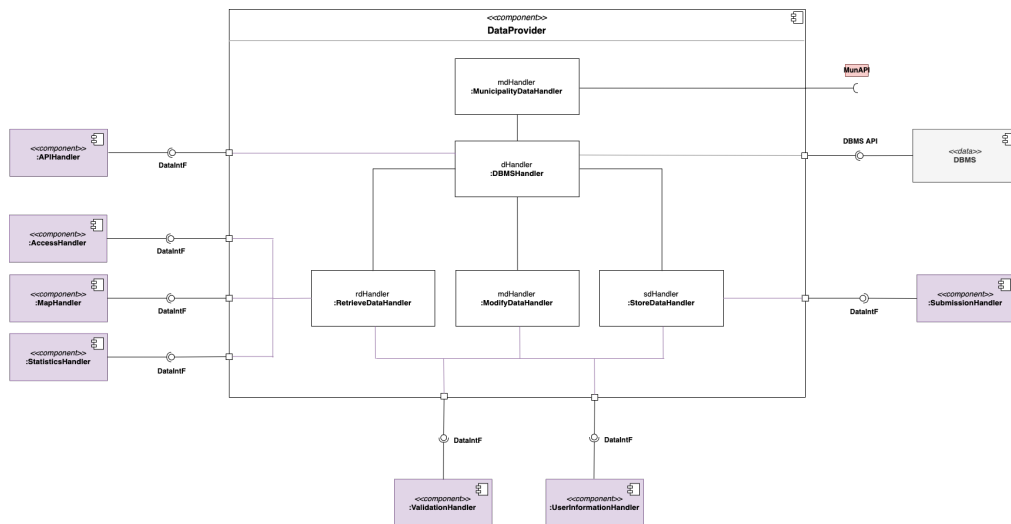 <<component>>
DataProvider
mdHandler
:MunicipalityDataHandler
MunAPI
<<component>>
:APIHandler
DataIntF
dHandler
:DBMSHandler
DBMS API
<<data>>
DBMS
<<component>>
:AccessHandler
DataIntF
<<component>>
:MapHandler
DataIntF
rdHandler
:RetrieveDataHandler
mdHandler
:ModifyDataHandler
sdHandler
:StoreDataHandler
DataIntF
<<component>>
:SubmissionHandler
<<component>>
:StatisticsHandler
DataIntF
DataIntF
DataIntF
<<component>>
:ValidationHandler
<<component>>
:UserInformationHandler